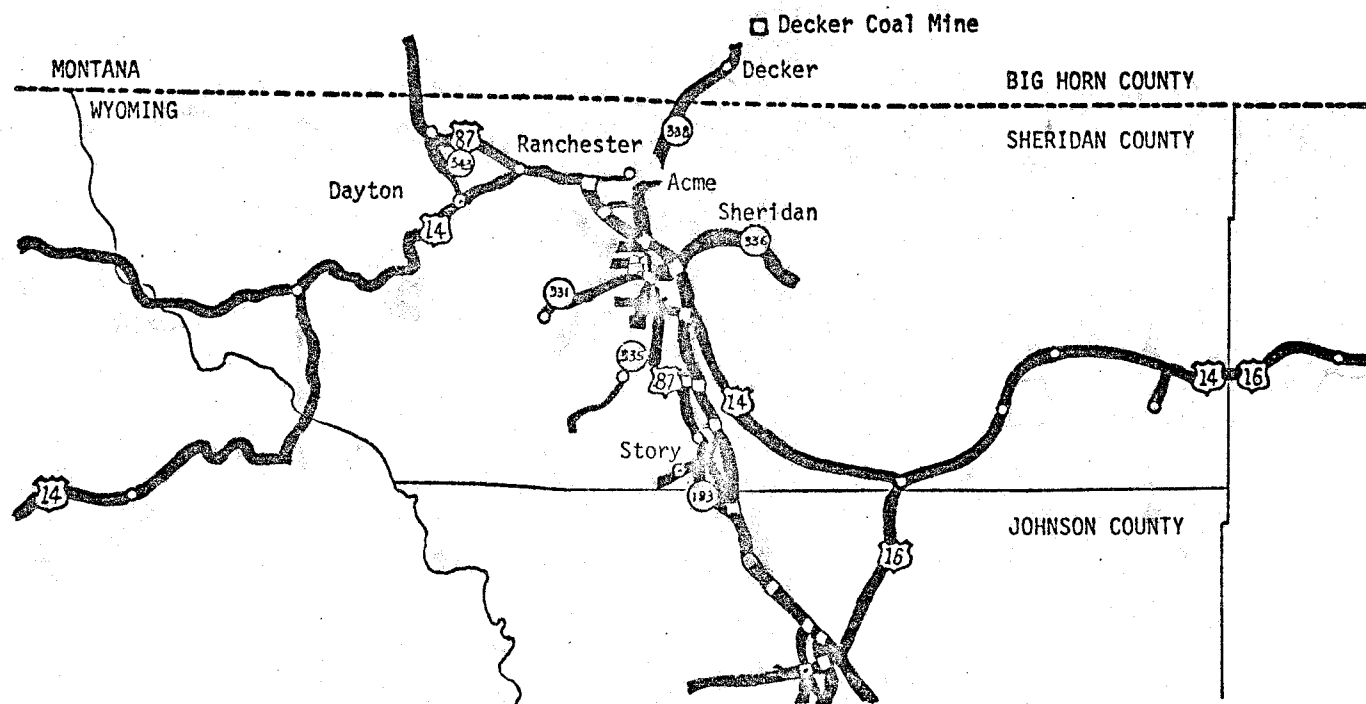 Decker Coal Mine
MONTANA
Decker
BIG HORN COUNTY
WYOMING
338
SHERIDAN COUNTY
87
Ranchester
343
Acme
Dayton
Sheridan
14
336
331
335
87
14
14
16
Story
14
193
JOHNSON COUNTY
16